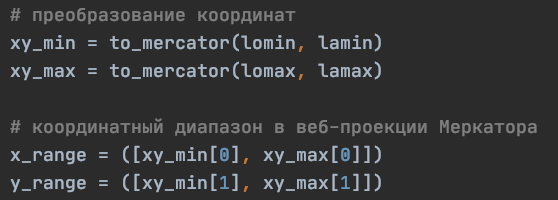 # преобразование координат
xy_min = to_mercator(lomin, lamin)
xy_max = to_mercator(lomax, lamax)
# координатный диапазон в веб-проекции Меркатора
x_range = ([xy_min[0], xy_max[0]])
y_range = ([xy_min[1], xy_max[1]])